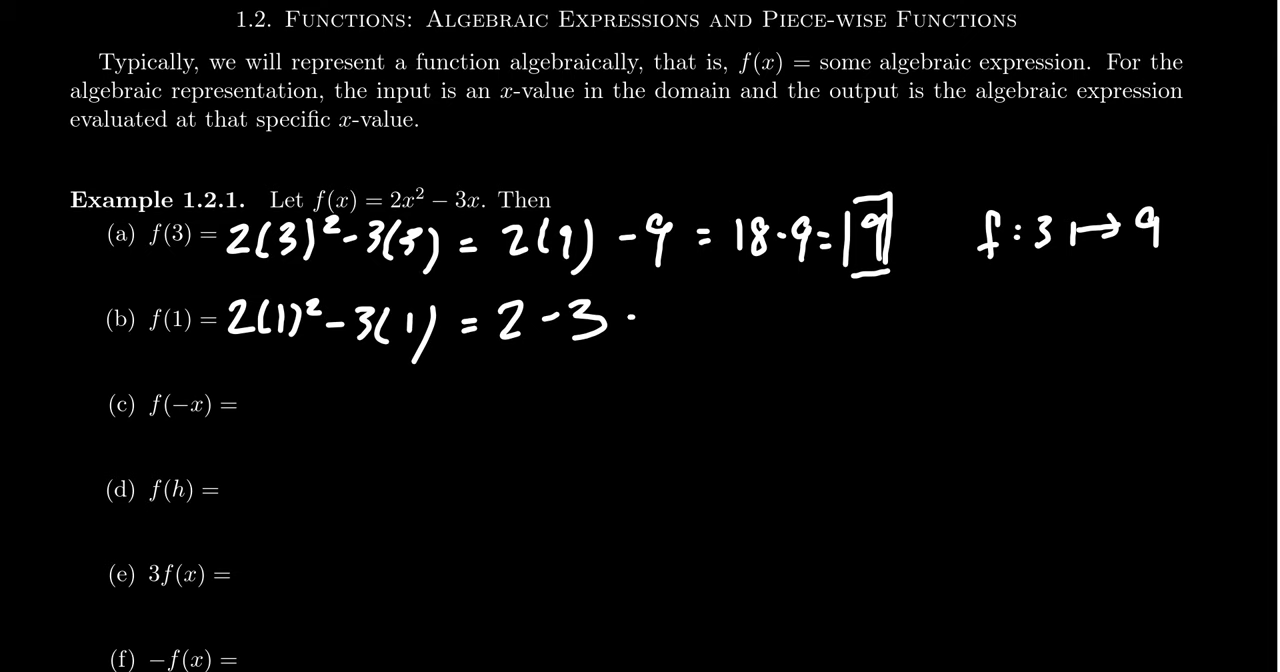 1.2. Functions: Algebraic Expressions and Piece-wise Functions
Typically, we will represent a function algebraically, that is, f(x) = some algebraic expression. For the
algebraic representation, the input is an x-value in the domain and the output is the algebraic expression
evaluated at that specific x-value.
Example 1.2.1. Let f(x) = 2x² − 3x. Then
(a) f(3) = 2(3)² - 3(3) = 2(9) - 9 = 18 - 9 = 9 f : 3 ↦ 9
(b) f(1) = 2(1)² - 3(1) = 2 - 3
(c) f(−x) =
(d) f(h) =
(e) 3f(x) =
(f) −f(x) =